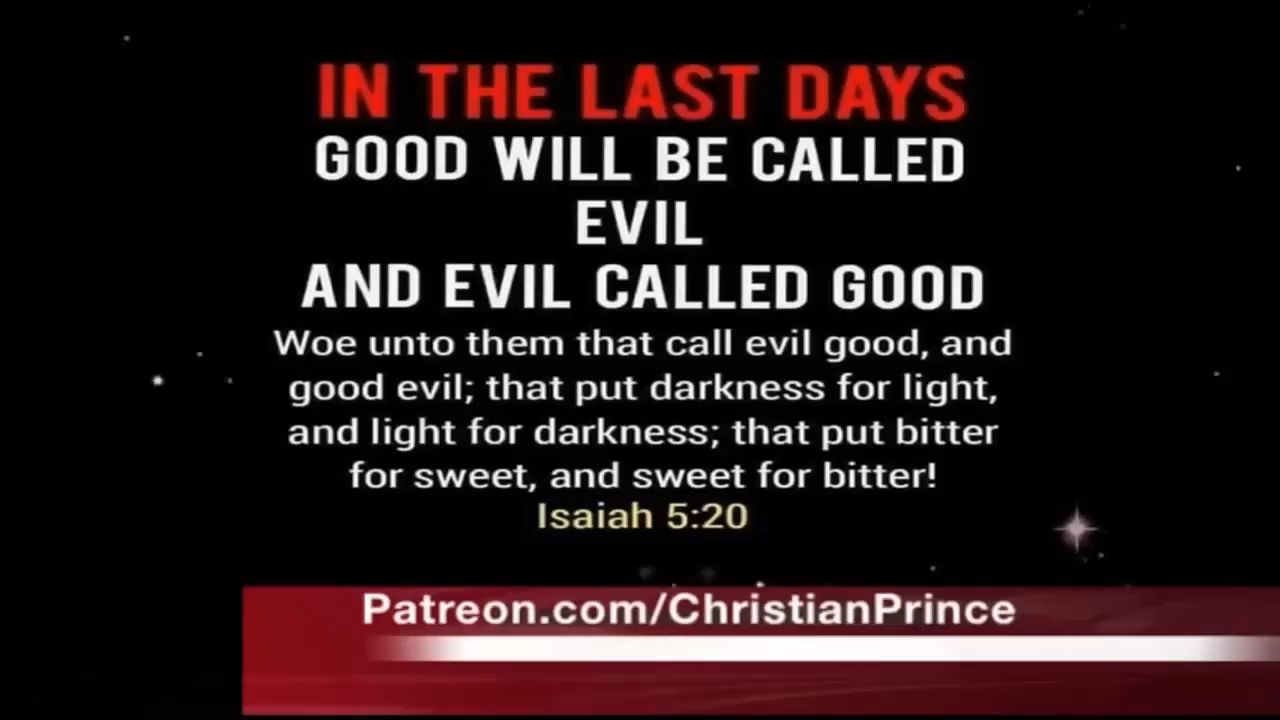 IN THE LAST DAYS
GOOD WILL BE CALLED
EVIL
AND EVIL CALLED GOOD
Woe unto them that call evil good, and
good evil; that put darkness for light,
and light for darkness; that put bitter
for sweet, and sweet for bitter!
Isaiah 5:20
Patreon.com/ChristianPrince